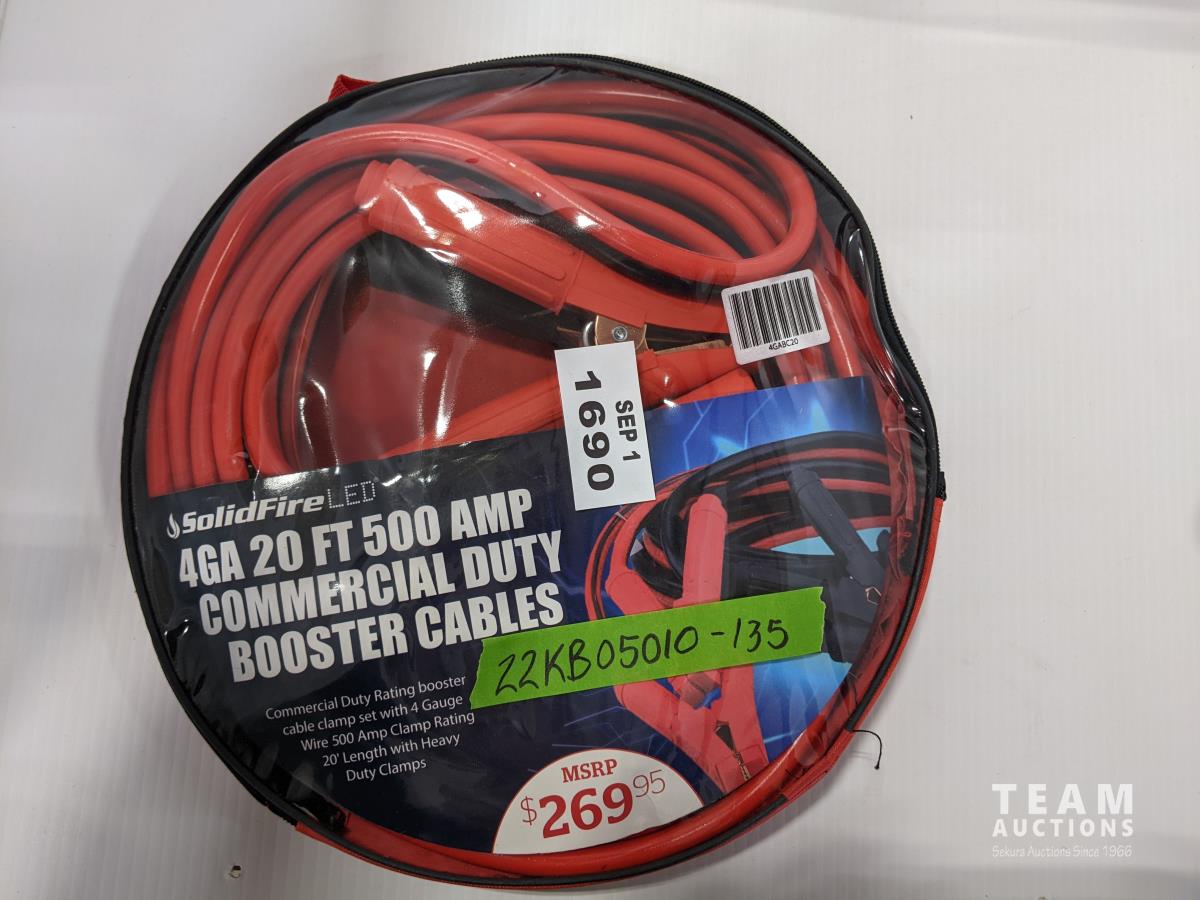 4GABC20
SEP 1
1690
SolidFire LED
4GA 20 FT 500 AMP
COMMERCIAL DUTY
BOOSTER CABLES
22KB05010-135
Commercial Duty Rating booster
cable clamp set with 4 Gauge
Wire 500 Amp Clamp Rating
20' Length with Heavy
Duty Clamps
MSRP
$269.95
TEAM
AUCTIONS
Sekura Auctions Since 1966